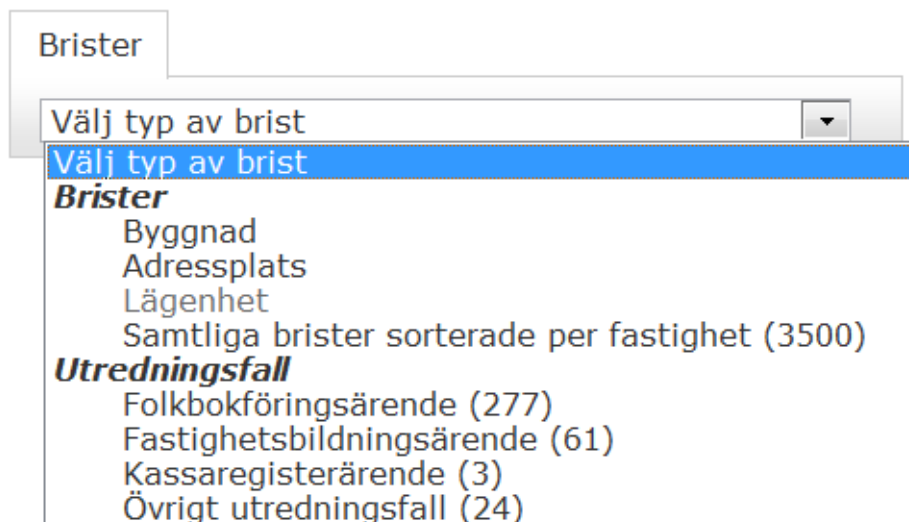 Brister
Välj typ av brist
Välj typ av brist
Brister
Byggnad
Adressplats
Lägenhet
Samtliga brister sorterade per fastighet (3500)
Utredningsfall
Folkbokföringsärende (277)
Fastighetsbildningsärende (61)
Kassaregisterärende (3)
Övrigt utredningsfall (24)